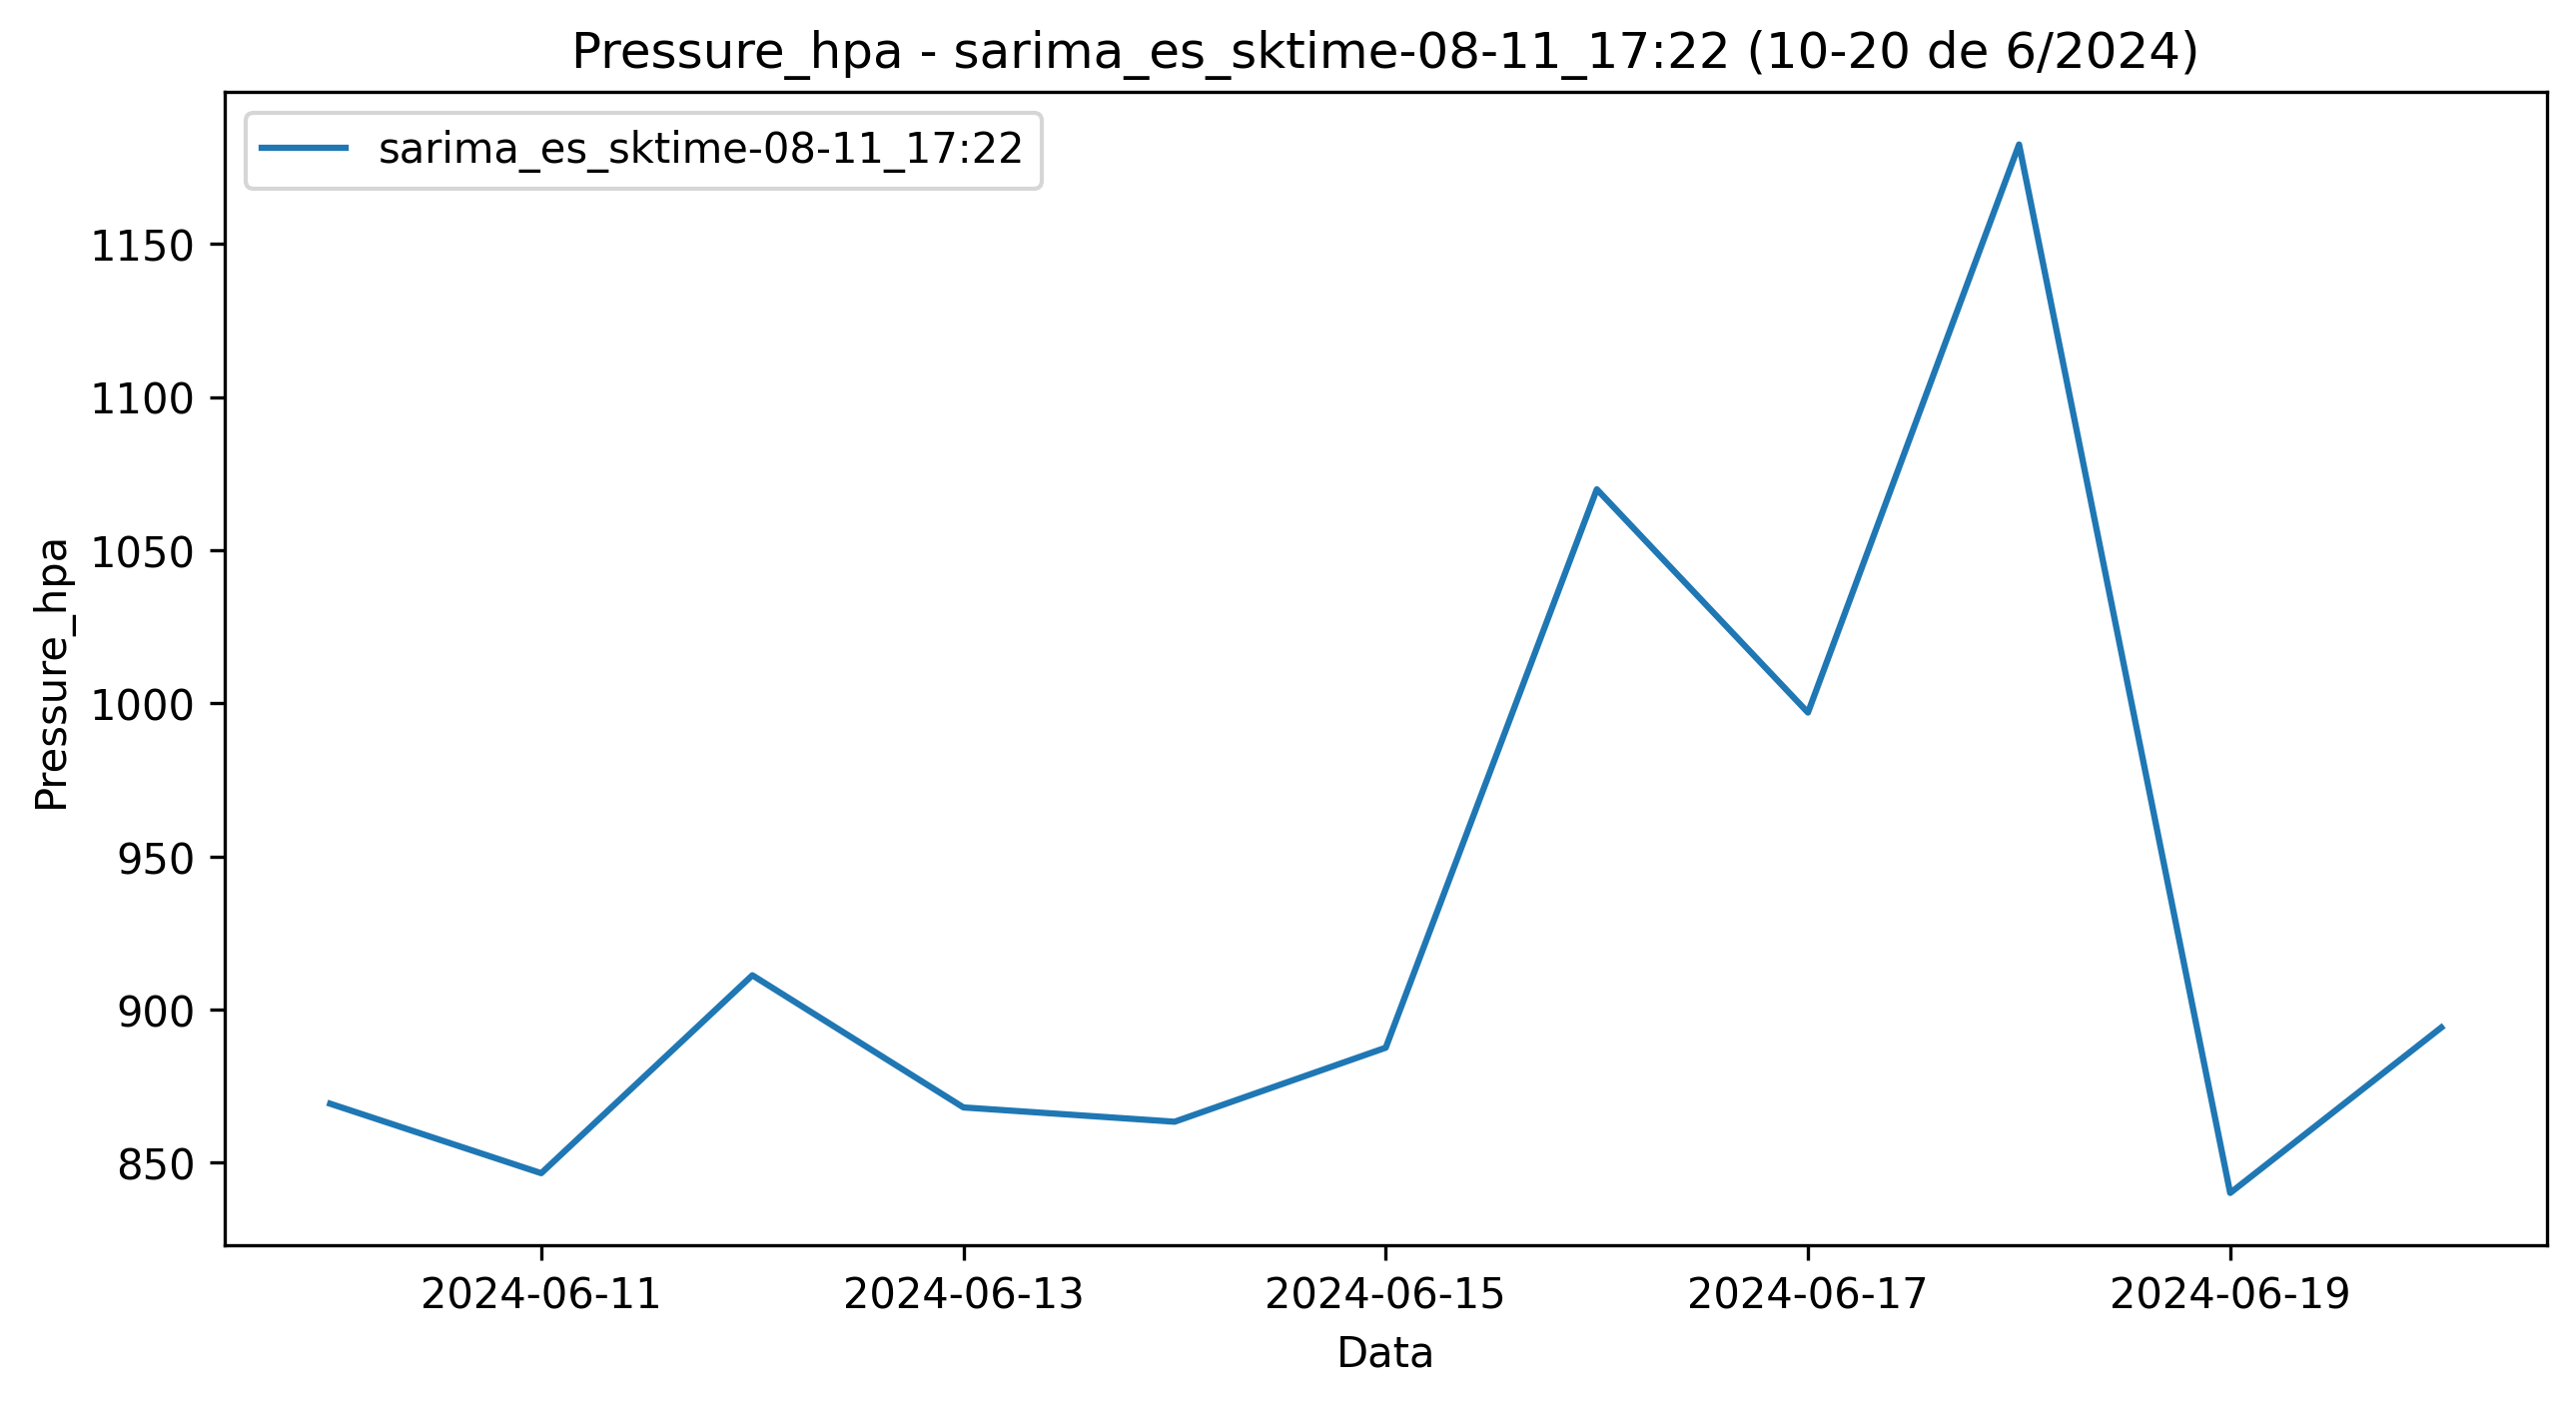 Pressure_hpa - sarima_es_sktime-08-11_17:22 (10-20 de 6/2024)
sarima_es_sktime-08-11_17:22
1150
1100
1050
1000
950
900
850
Pressure_hpa
2024-06-11 2024-06-13 2024-06-15 2024-06-17 2024-06-19
Data